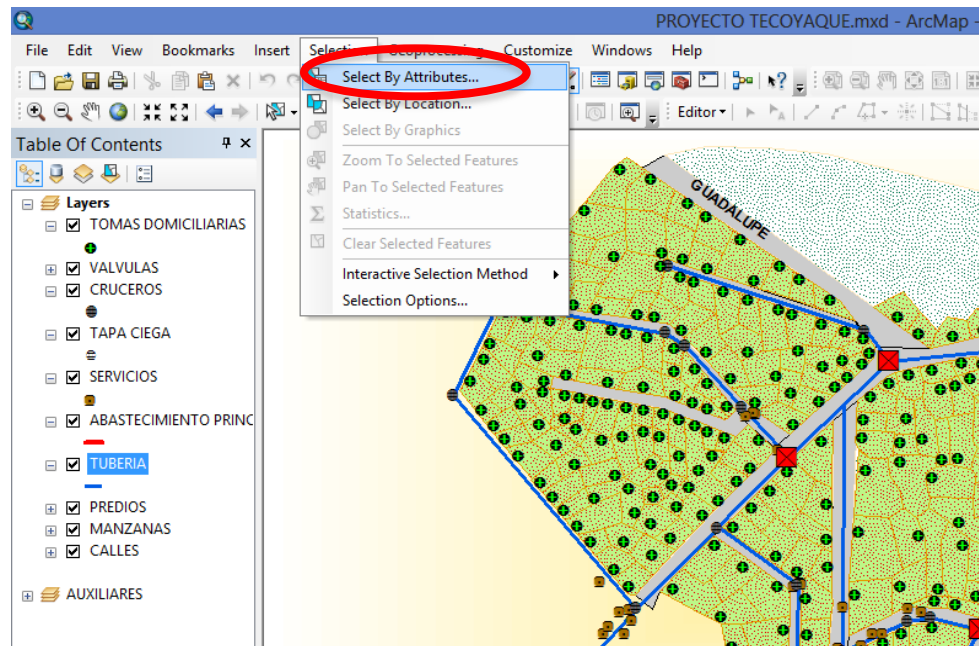 PROYECTO TECOYAQUE.mxd - ArcMap -
File Edit View Bookmarks Insert Selection Geoprocessing Customize Windows Help
Select By Attributes...
Select By Location...
Select By Graphics
Zoom To Selected Features
Pan To Selected Features
Statistics...
Clear Selected Features
Interactive Selection Method
Selection Options...
Editor
Table Of Contents
Layers
TOMAS DOMICILIARIAS
VALVULAS
CRUCEROS
TAPA CIEGA
SERVICIOS
ABASTECIMIENTO PRINC
TUBERIA
PREDIOS
MANZANAS
CALLES
AUXILIARES
GUADALUPE